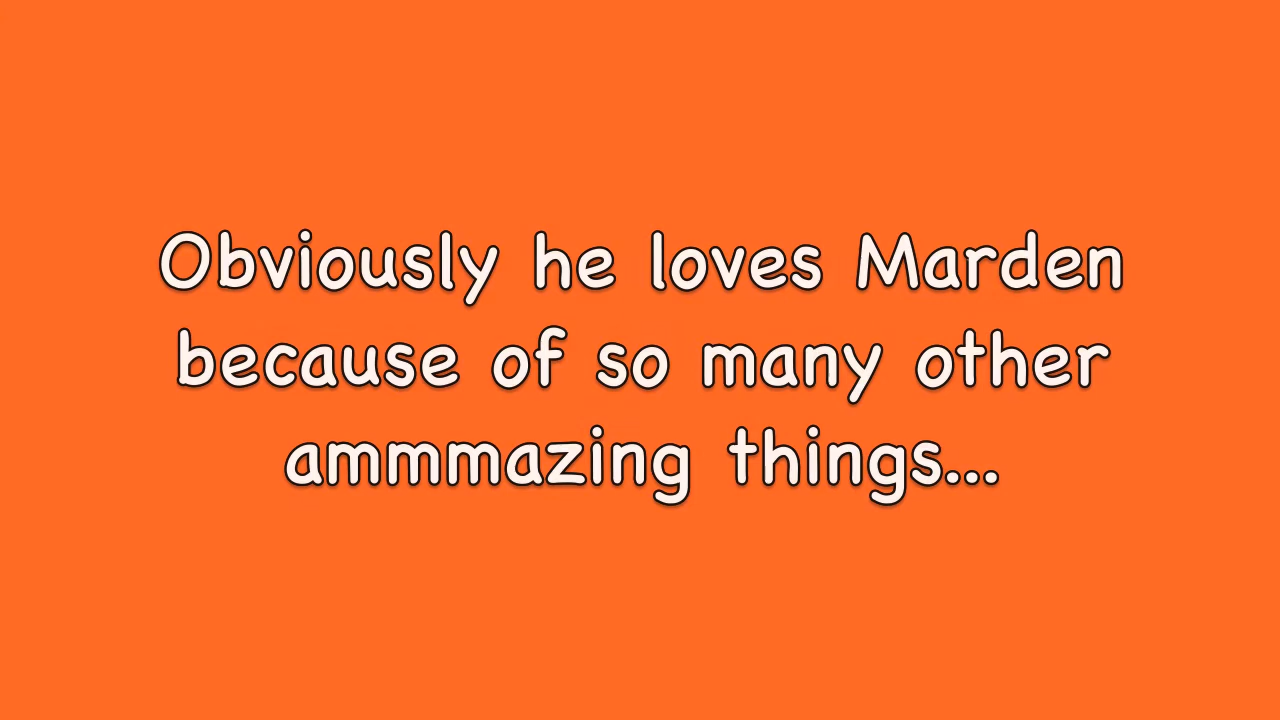 Obviously he loves Marden
because of so many other
ammmazing things...